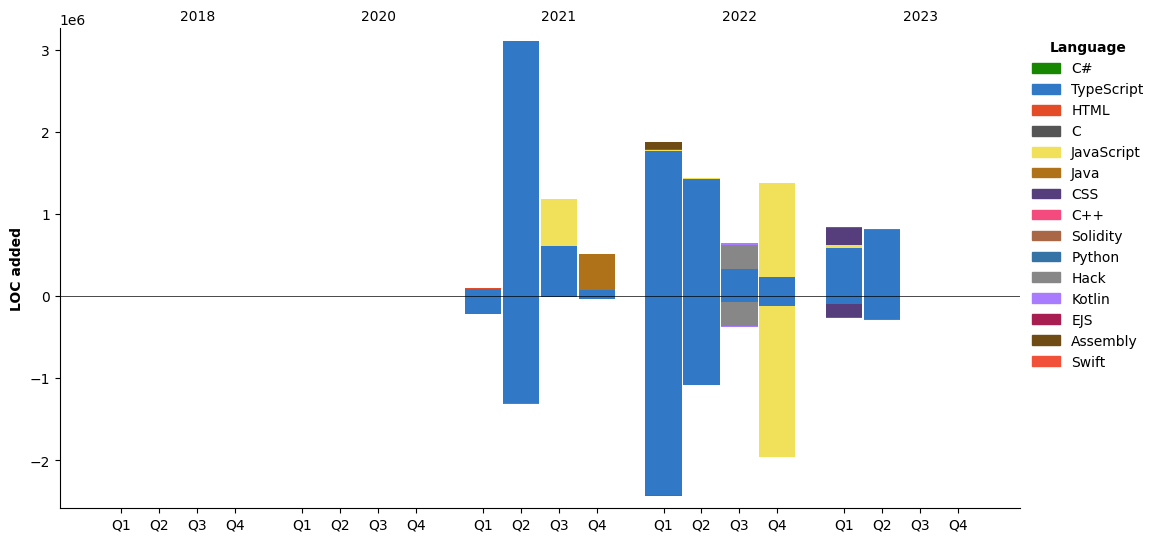 1e6
2018 2020 2021 2022 2023
3
2
1
0
−1
−2
LOC added
Q1 Q2 Q3 Q4 Q1 Q2 Q3 Q4 Q1 Q2 Q3 Q4 Q1 Q2 Q3 Q4 Q1 Q2 Q3 Q4
Language
C#
TypeScript
HTML
C
JavaScript
Java
CSS
C++
Solidity
Python
Hack
Kotlin
EJS
Assembly
Swift